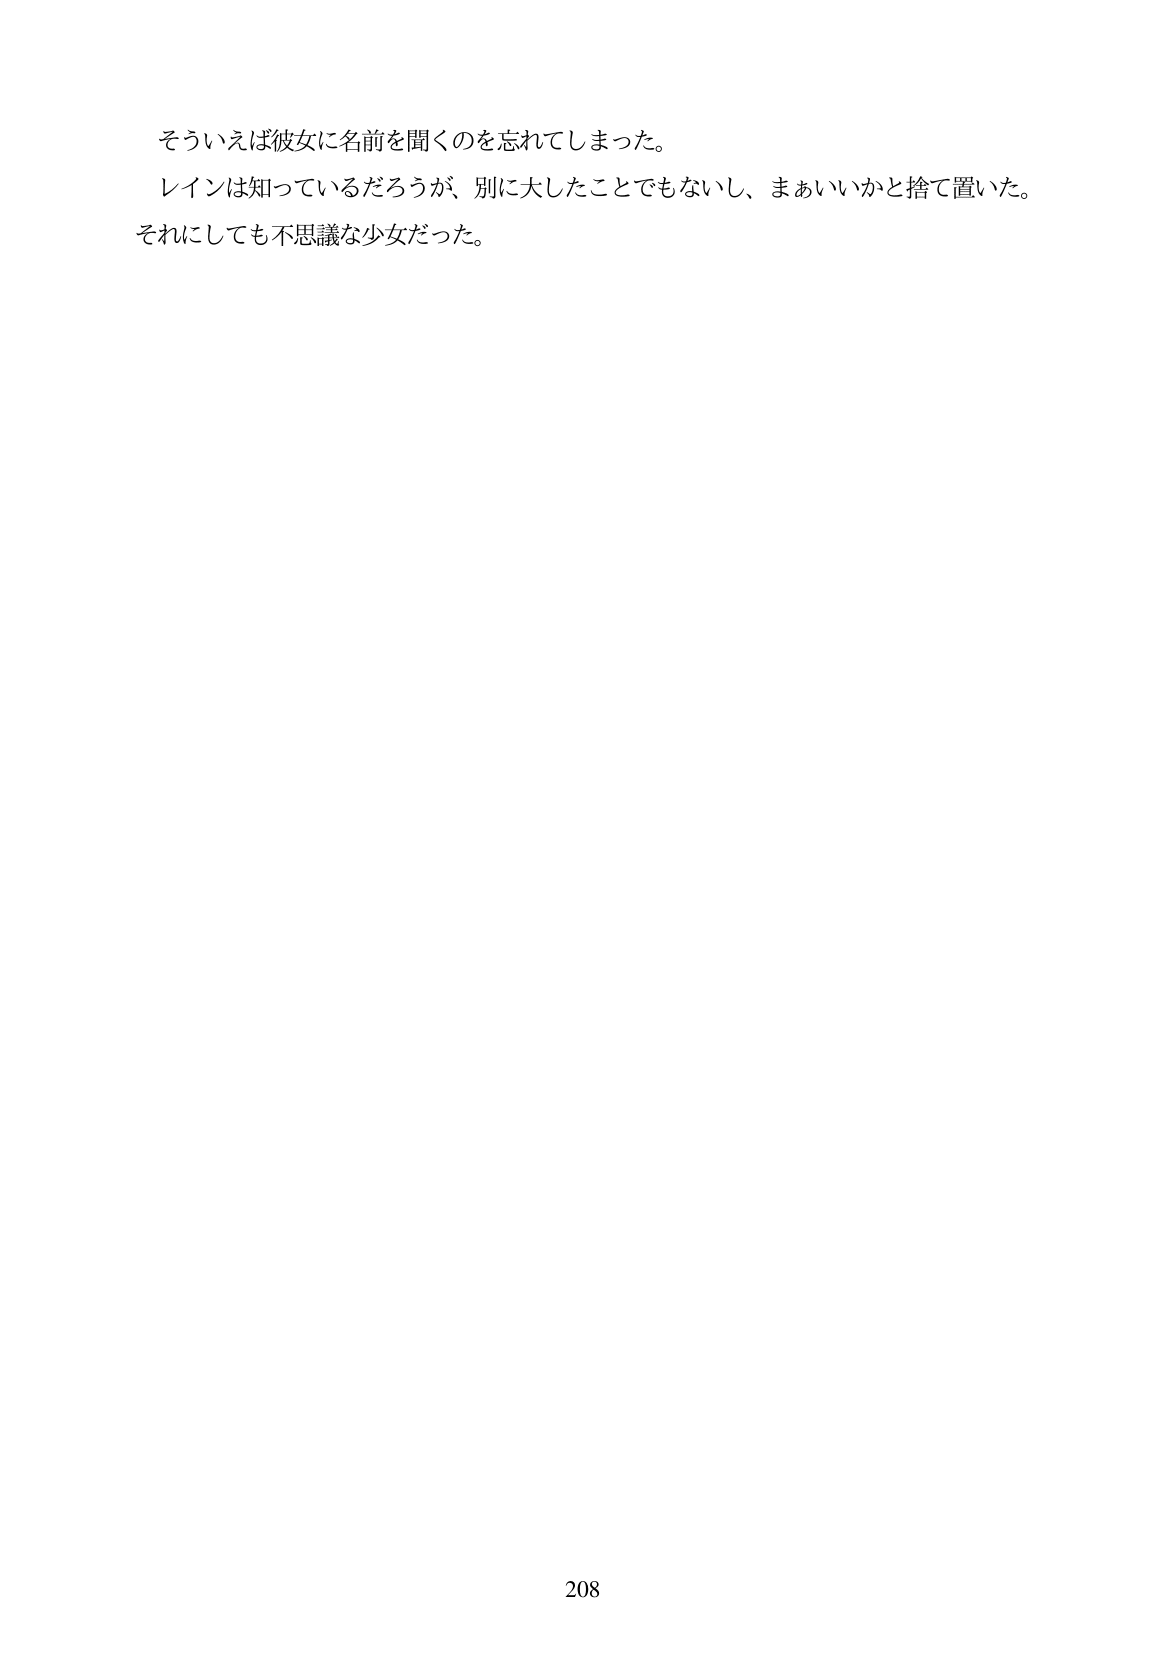 そういえば彼女に名前を聞くのを忘れてしまった。
レインは知っているだろうが、別に大したことでもないし、まぁいいかと捨て置いた。
それにしても不思議な少女だった。
208